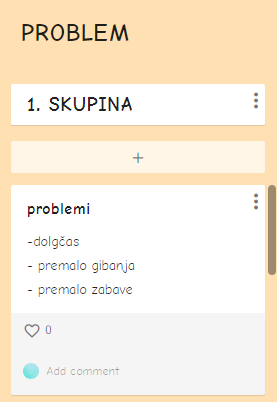 PROBLEM
1. SKUPINA
+
problemi
-dolgčas
- premalo gibanja
- premalo zabave
0
Add comment